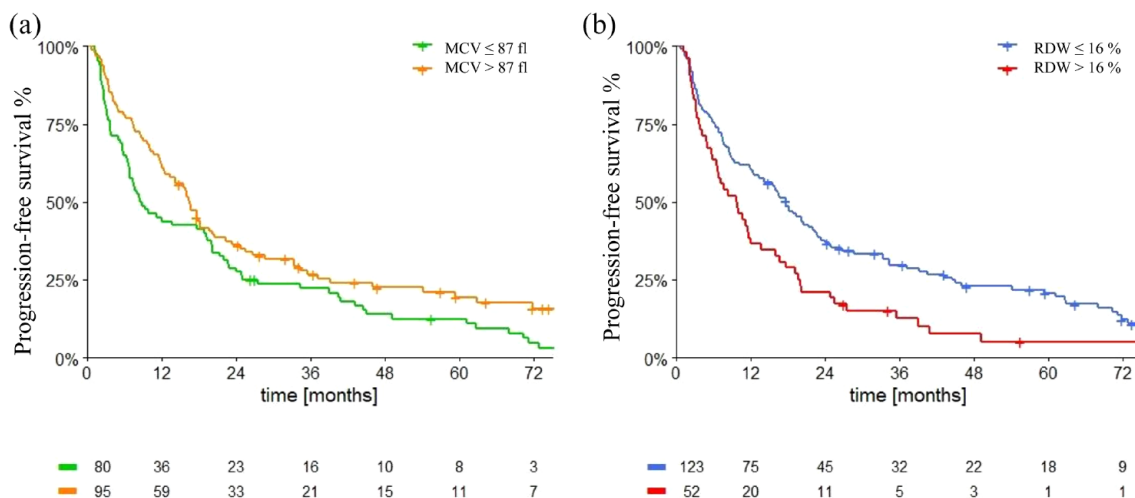 (a)
MCV ≤ 87 fl
MCV > 87 fl
Progression-free survival %
100%
75%
50%
25%
0%
0 12 24 36 48 60 72
time [months]
80 36 23 16 10 8 3
95 59 33 21 15 11 7
(b)
RDW ≤ 16 %
RDW > 16 %
Progression-free survival %
100%
75%
50%
25%
0%
0 12 24 36 48 60 72
time [months]
123 75 45 32 22 18 9
52 20 11 5 3 1 1